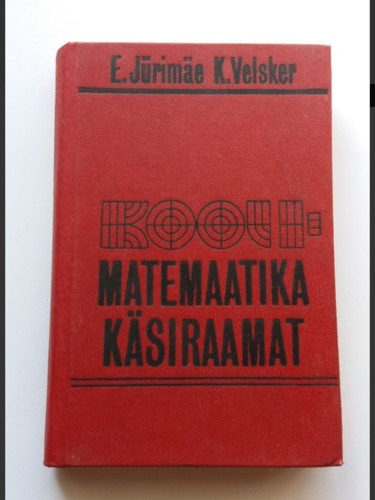 E. Jürimäe K. Velsker
KOOLI-
MATEMAATIKA
KÄSIRAAMAT